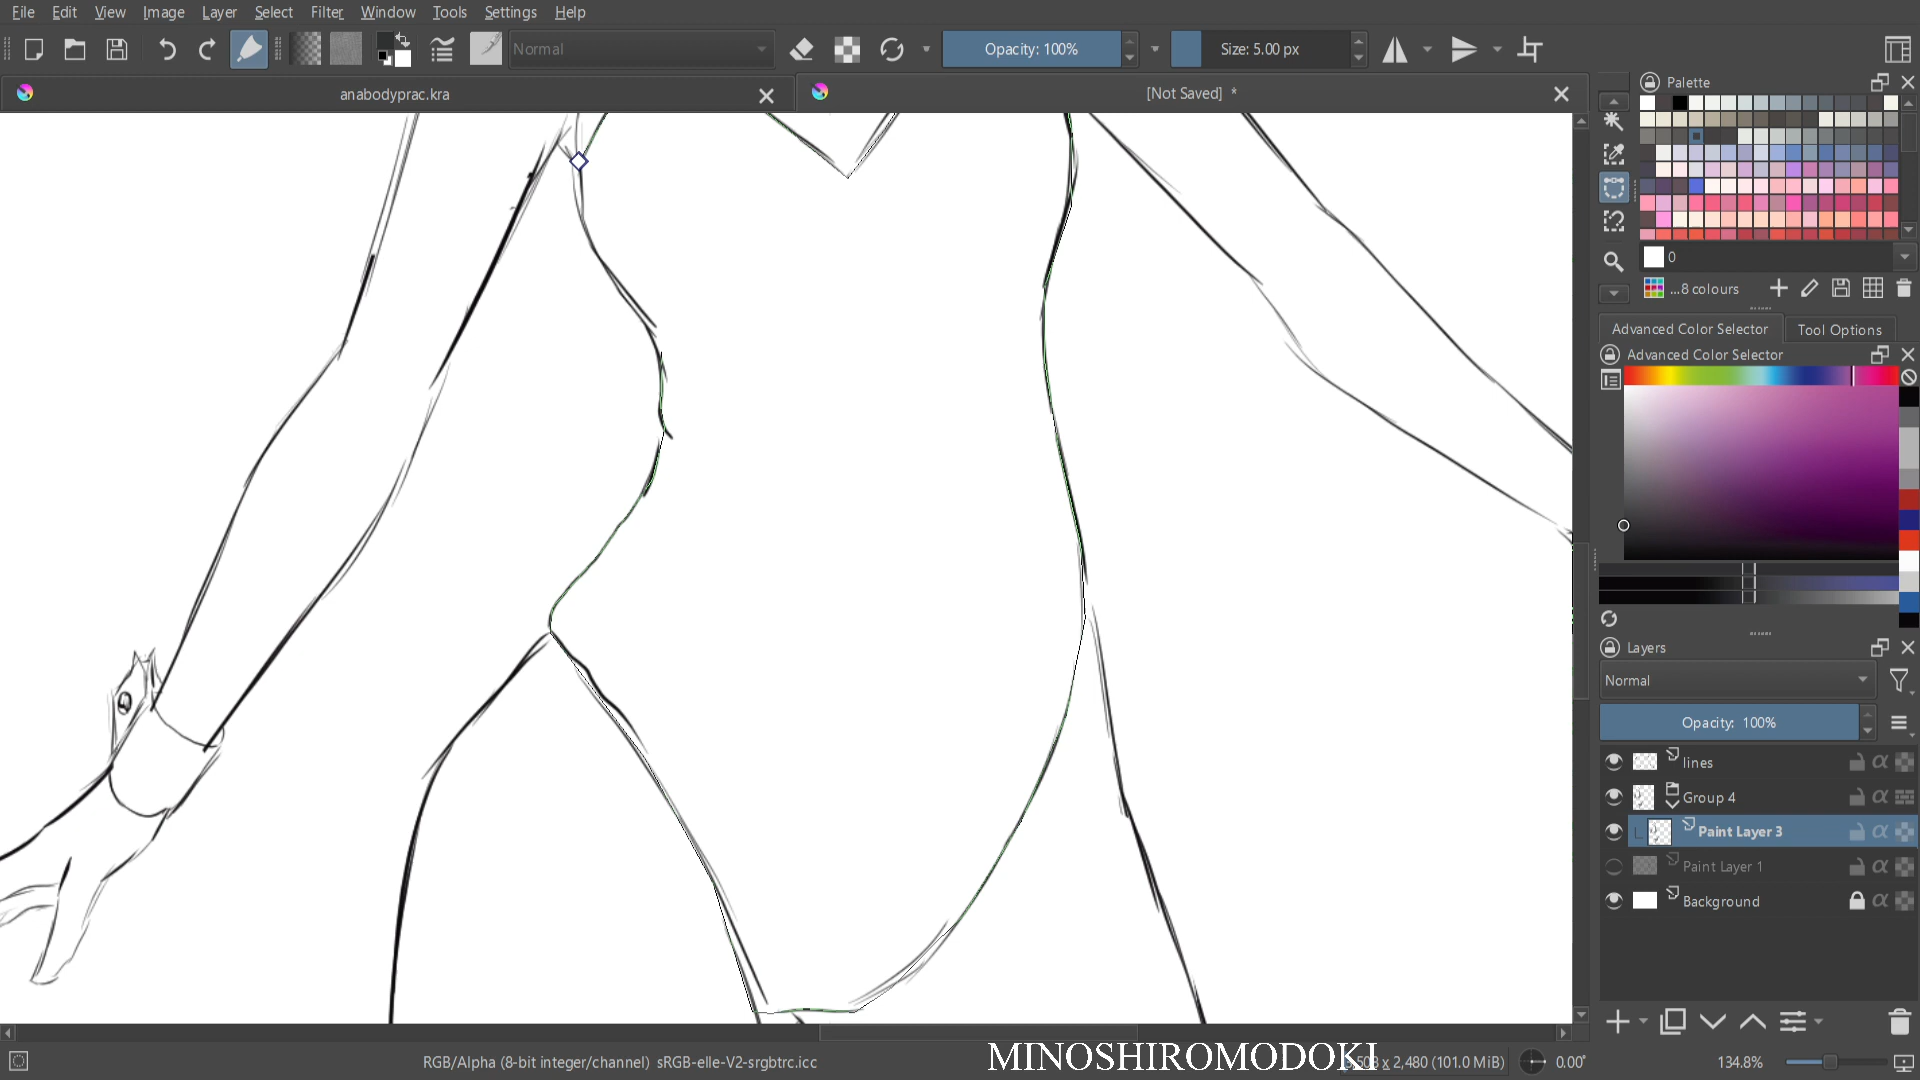 File Edit View Image Layer Select Filter Window Tools Settings Help
Normal Opacity: 100% Size: 5.00 px
anabodyprac.kra [Not Saved] *
Palette
0
...8 colours
Advanced Color Selector Tool Options
Advanced Color Selector
Layers
Normal
Opacity: 100%
lines
Group 4
Paint Layer 3
Paint Layer 1
Background
RGB/Alpha (8-bit integer/channel) sRGB-elle-V2-srgbtrc.icc MINOSHIROMODOKI x 2,480 (101.0 MiB) 0.00° 134.8%